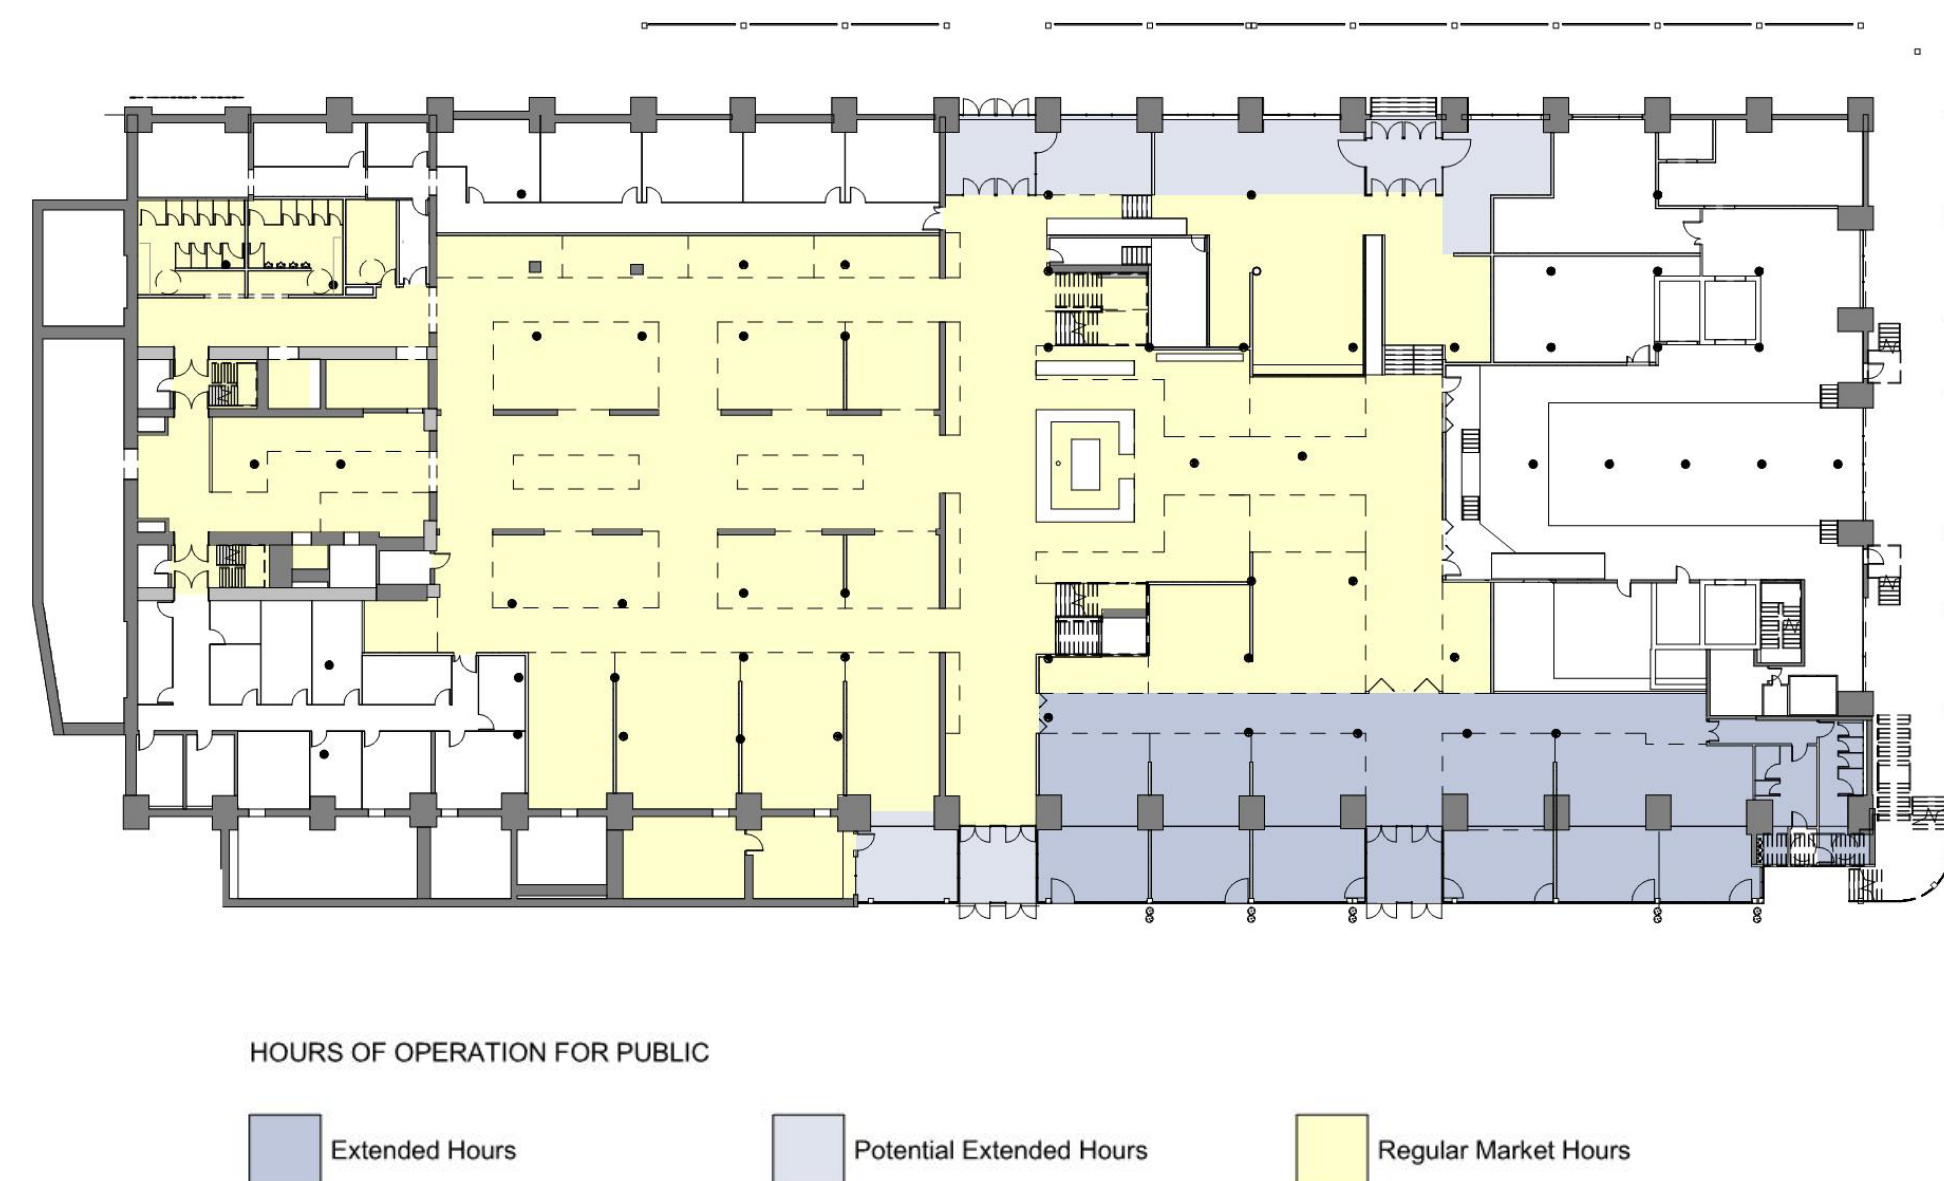 HOURS OF OPERATION FOR PUBLIC
Extended Hours
Potential Extended Hours
Regular Market Hours